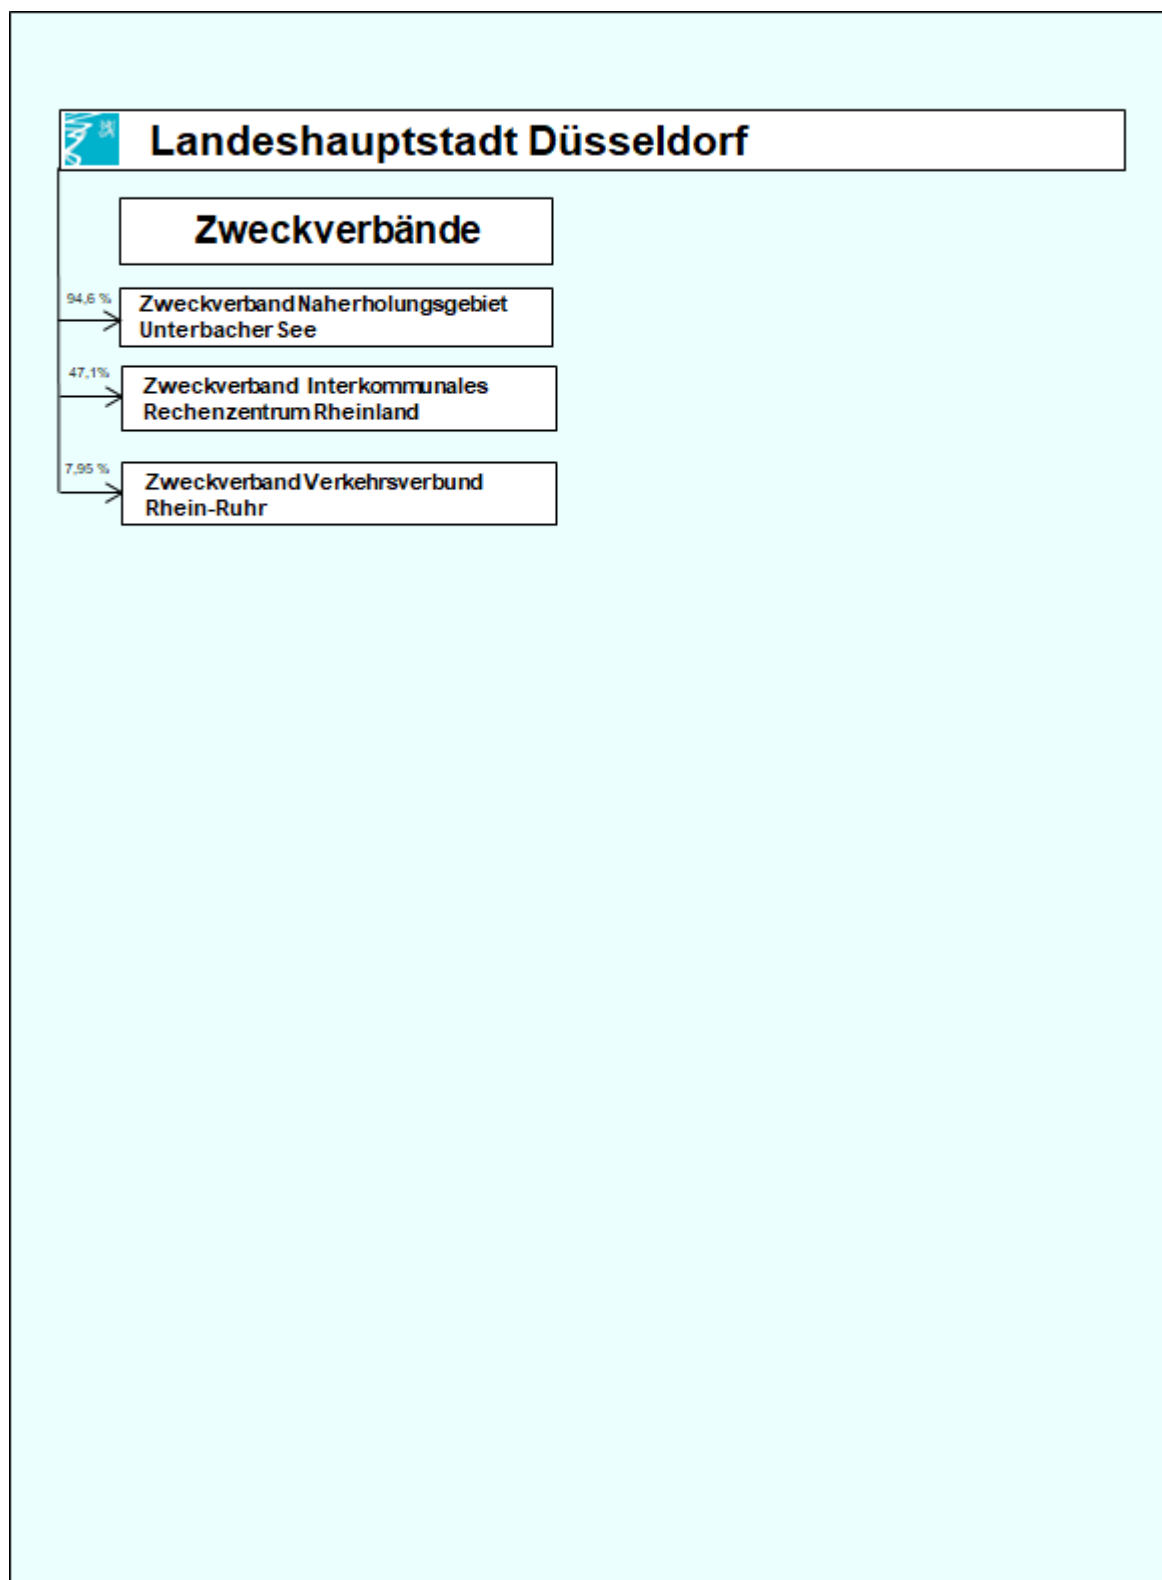 Landeshauptstadt Düsseldorf
Zweckverbände
94,6 %
Zweckverband Naherholungsgebiet
Unterbacher See
47,1%
Zweckverband Interkommunales
Rechenzentrum Rheinland
7,95 %
Zweckverband Verkehrsverbund
Rhein-Ruhr